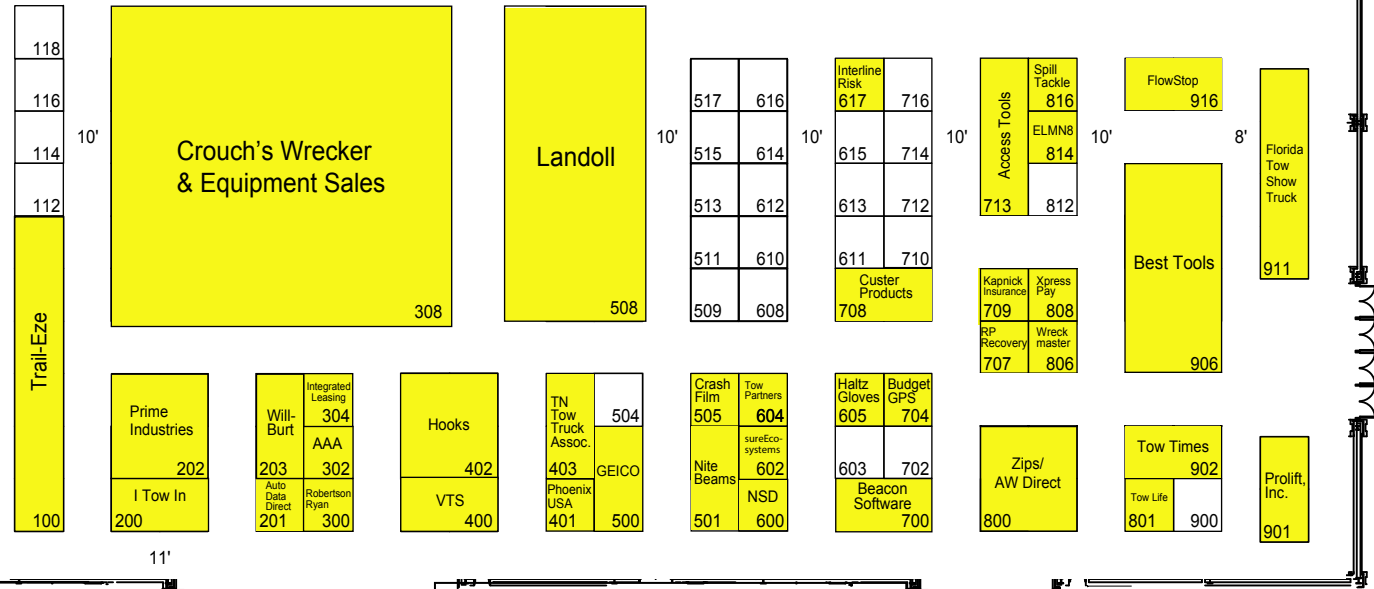 118
116
114
112
Trail-Eze
100
10'
Crouch's Wrecker
& Equipment Sales
308
Landoll
508
10'
517
616
515
614
513
612
511
610
509
608
10'
Interline
Risk
617
716
615
714
613
712
611
710
Custer
Products
708
10'
Access Tools
713
Spill
Tackle
816
ELMN8
814
812
10'
FlowStop
916
8'
Florida
Tow
Show
Truck
911
Best Tools
906
Kapnick
Insurance
709
Xpress
Pay
808
RP
Recovery
707
Wreck
master
806
Prime
Industries
202
I Tow In
200
Will-
Burt
203
Integrated
Leasing
304
AAA
302
Auto
Data
Direct
201
Robertson
Ryan
300
Hooks
402
VTS
400
TN
Tow
Truck
Assoc.
403
504
GEICO
500
Phoenix
USA
401
Crash
Film
505
Tow
Partners
604
Nite
Beams
501
sureEco-
systems
602
NSD
600
Haltz
Gloves
605
Budget
GPS
704
603
702
Beacon
Software
700
Zips/
AW Direct
800
Tow Times
902
Tow Life
801
900
Prolift,
Inc.
901
11'